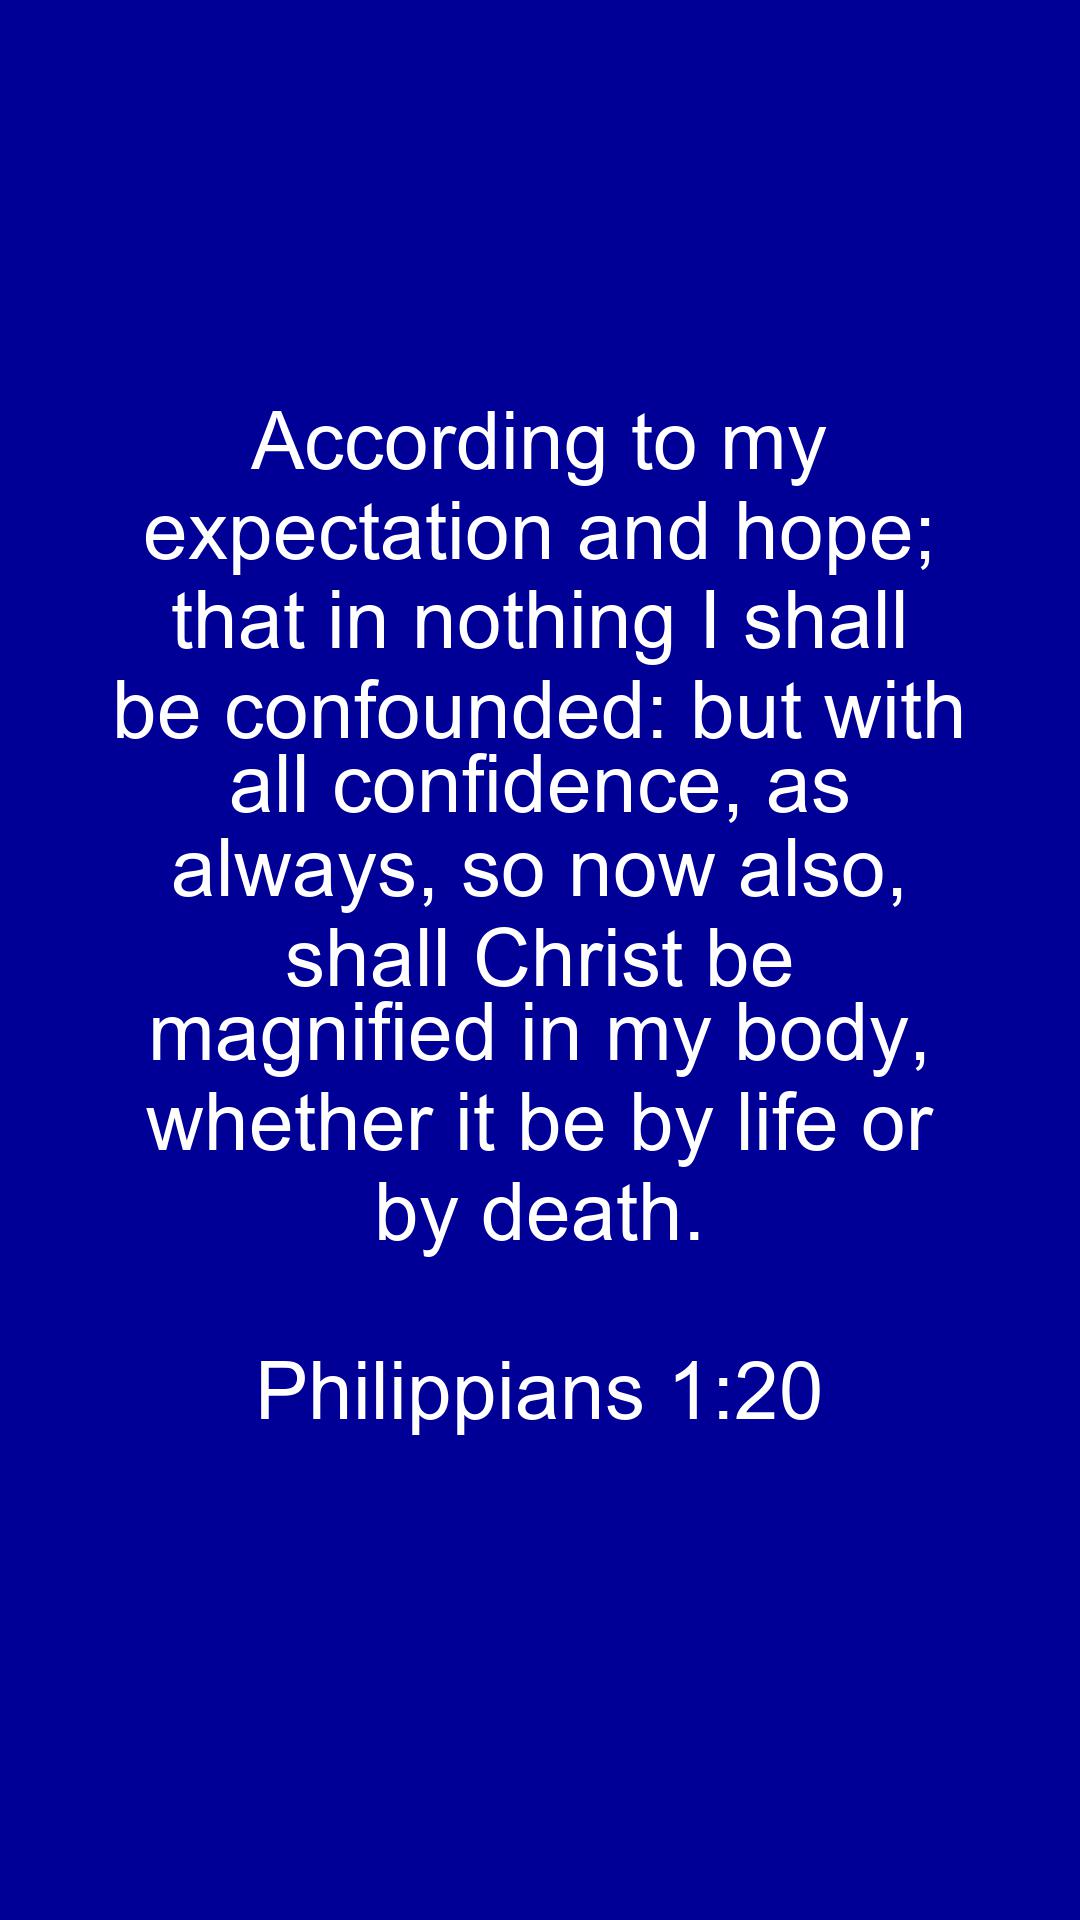 According to my
expectation and hope;
that in nothing I shall
be confounded: but with
all confidence, as
always, so now also,
shall Christ be
magnified in my body,
whether it be by life or
by death.
Philippians 1:20